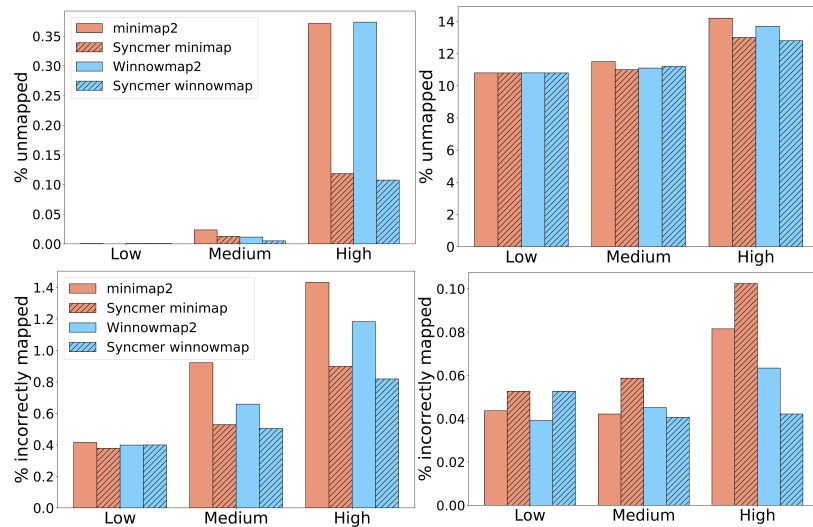 % unmapped
0.35
0.30
0.25
0.20
0.15
0.10
0.05
0.00
minimap2
Syncmer minimap
Winnowmap2
Syncmer winnowmap
Low Medium High
% unmapped
14
12
10
8
6
4
2
0
Low Medium High
% incorrectly mapped
1.4
1.2
1.0
0.8
0.6
0.4
0.2
0.0
minimap2
Syncmer minimap
Winnowmap2
Syncmer winnowmap
Low Medium High
% incorrectly mapped
0.10
0.08
0.06
0.04
0.02
0.00
Low Medium High